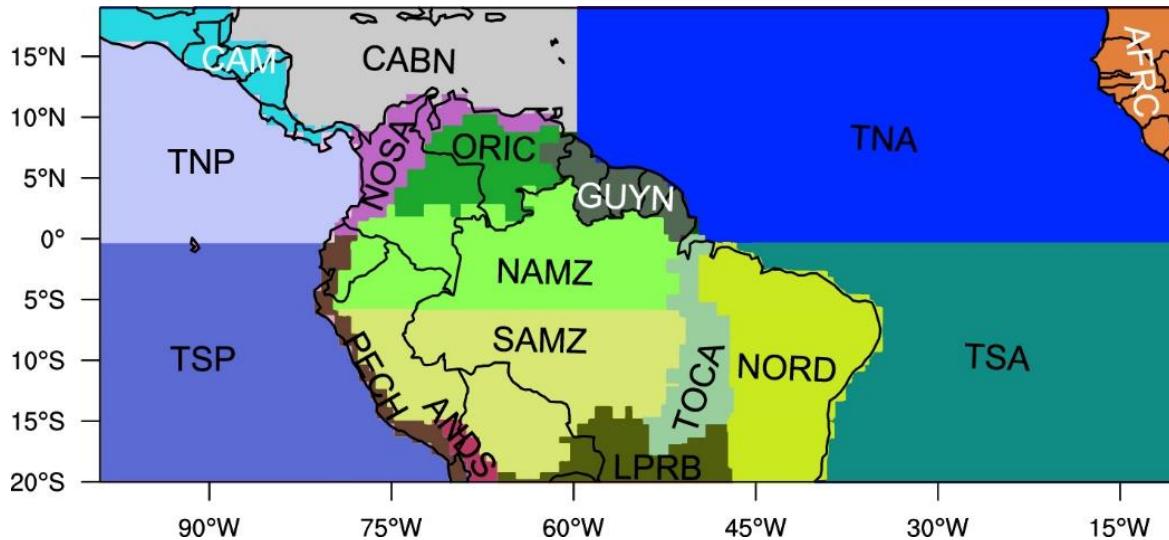 15°N
10°N
5°N
0°
5°S
10°S
15°S
20°S
CAM
CABN
AFRC
TNP
NOSA
ORIC
TNA
GUYN
NAMZ
TSP
PECH
SAMZ
TOCA
NORD
TSA
ANDS
LPRB
90°W
75°W
60°W
45°W
30°W
15°W